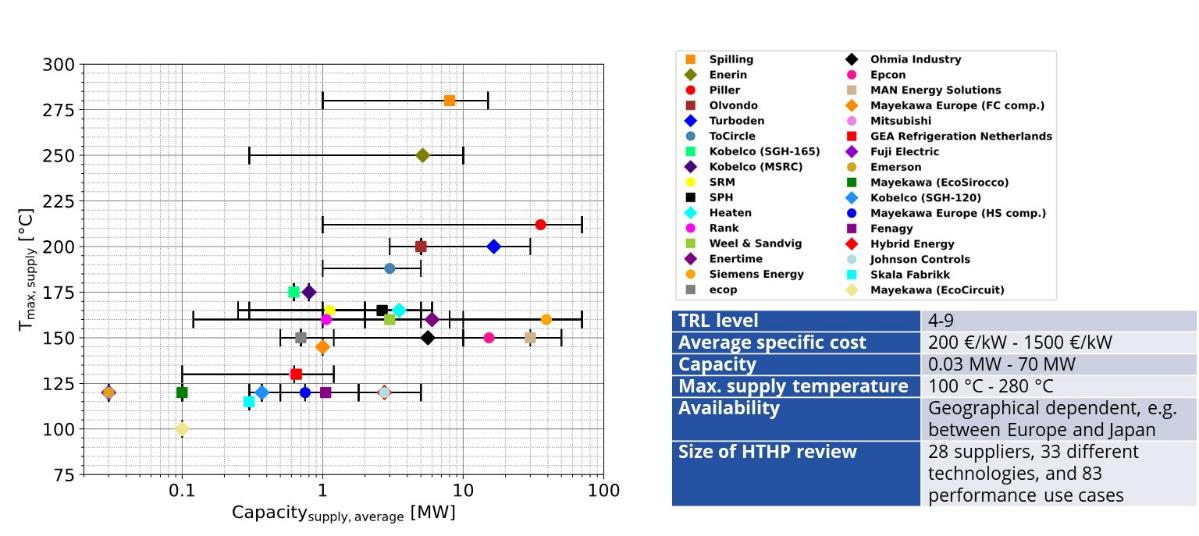 300
275
250
225
200
175
150
125
100
75
0.1
1
10
100
Tmax, supply [°C]
Capacitysupply, average [MW]
Spilling
Enerin
Piller
Olvondo
Turboden
ToCircle
Kobelco (SGH-165)
Kobelco (MSRC)
SRM
SPH
Heaten
Rank
Weel & Sandvig
Enertime
Siemens Energy
ecop
Ohmia Industry
Epcon
MAN Energy Solutions
Mayekawa Europe (FC comp.)
Mitsubishi
GEA Refrigeration Netherlands
Fuji Electric
Emerson
Mayekawa (EcoSirocco)
Kobelco (SGH-120)
Mayekawa Europe (HS comp.)
Fenagy
Hybrid Energy
Johnson Controls
Skala Fabrikk
Mayekawa (EcoCircuit)
TRL level 4-9
Average specific cost 200 €/kW - 1500 €/kW
Capacity 0.03 MW - 70 MW
Max. supply temperature 100 °C - 280 °C
Availability Geographical dependent, e.g.
between Europe and Japan
Size of HTHP review 28 suppliers, 33 different
technologies, and 83
performance use cases